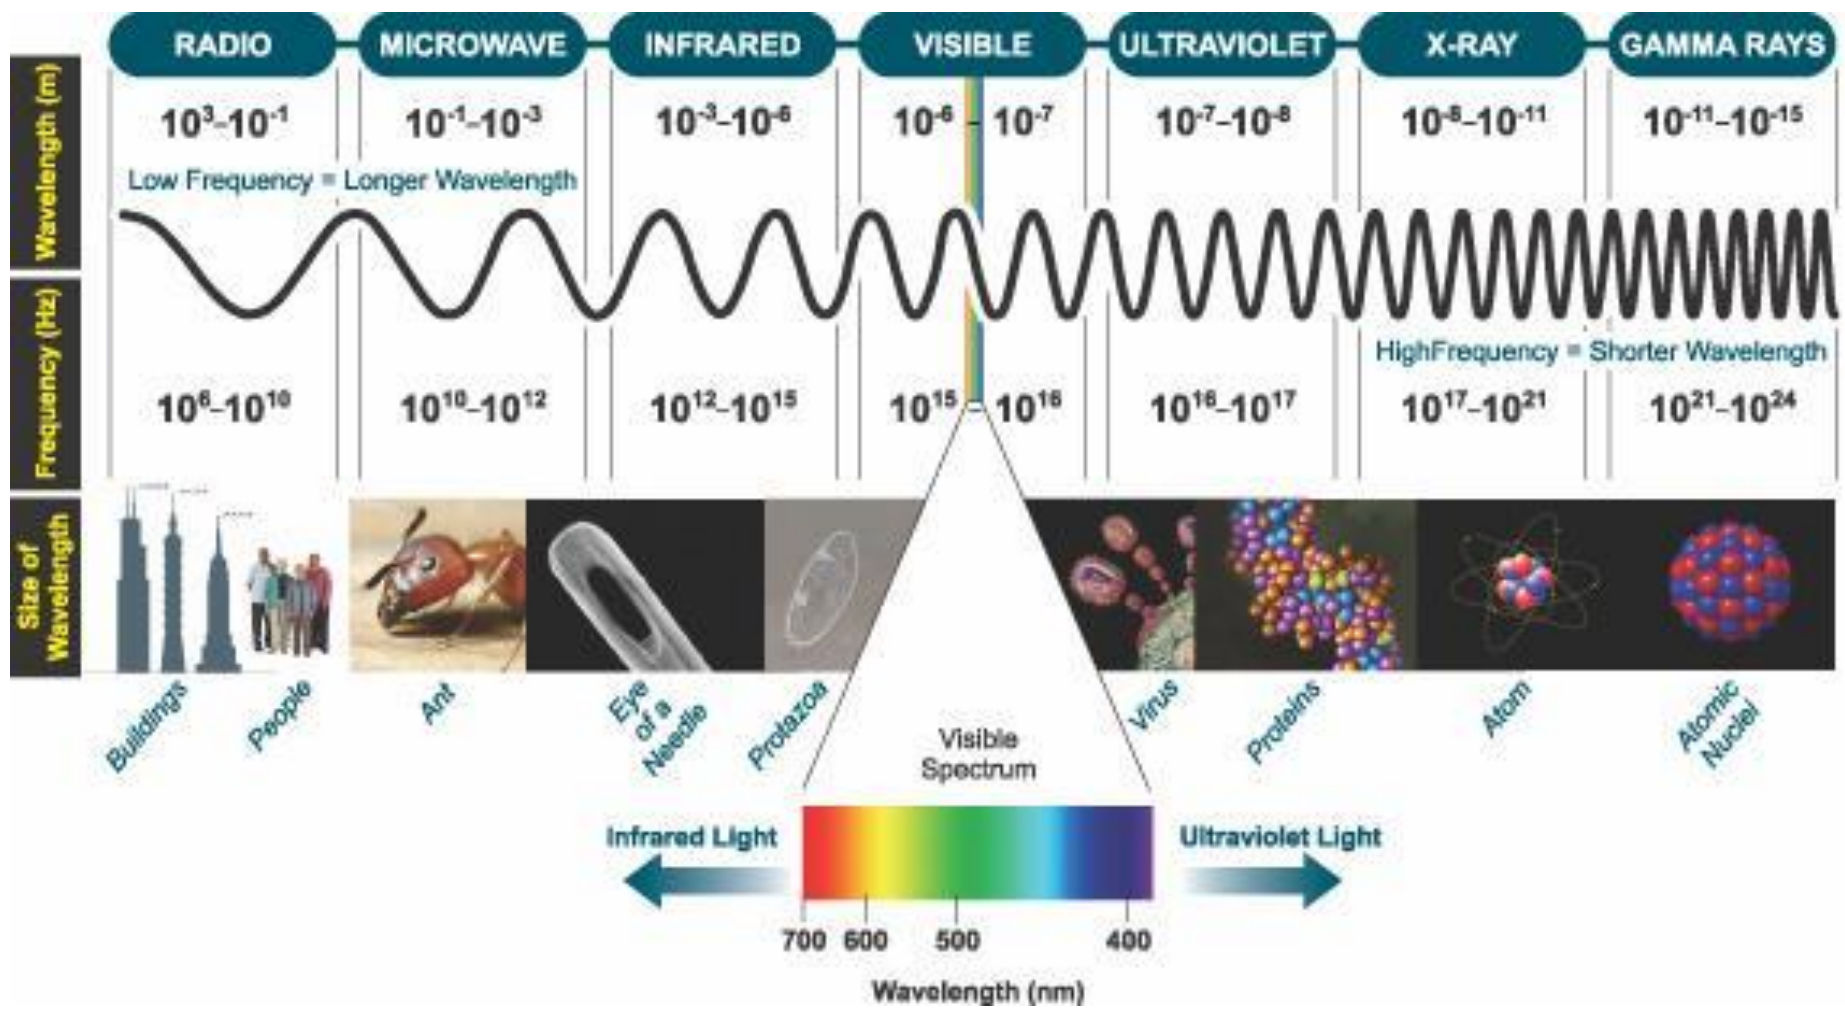 RADIO
MICROWAVE
INFRARED
VISIBLE
ULTRAVIOLET
X-RAY
GAMMA RAYS
Wavelength (m)
10³–10⁻¹
10⁻¹–10⁻³
10⁻³–10⁻⁶
10⁻⁶ – 10⁻⁷
10⁻⁷–10⁻⁸
10⁻⁸–10⁻¹¹
10⁻¹¹–10⁻¹⁵
Low Frequency = Longer Wavelength
HighFrequency = Shorter Wavelength
Frequency (Hz)
10⁶–10¹⁰
10¹⁰–10¹²
10¹²–10¹⁵
10¹⁵ – 10¹⁶
10¹⁶–10¹⁷
10¹⁷–10²¹
10²¹–10²⁴
Size of
Wavelength
Buildings
People
Ant
Eye
of a
Needle
Protazoa
Virus
Proteins
Atom
Atomic
Nuclei
Visible
Spectrum
Infrared Light
Ultraviolet Light
700 600 500 400
Wavelength (nm)